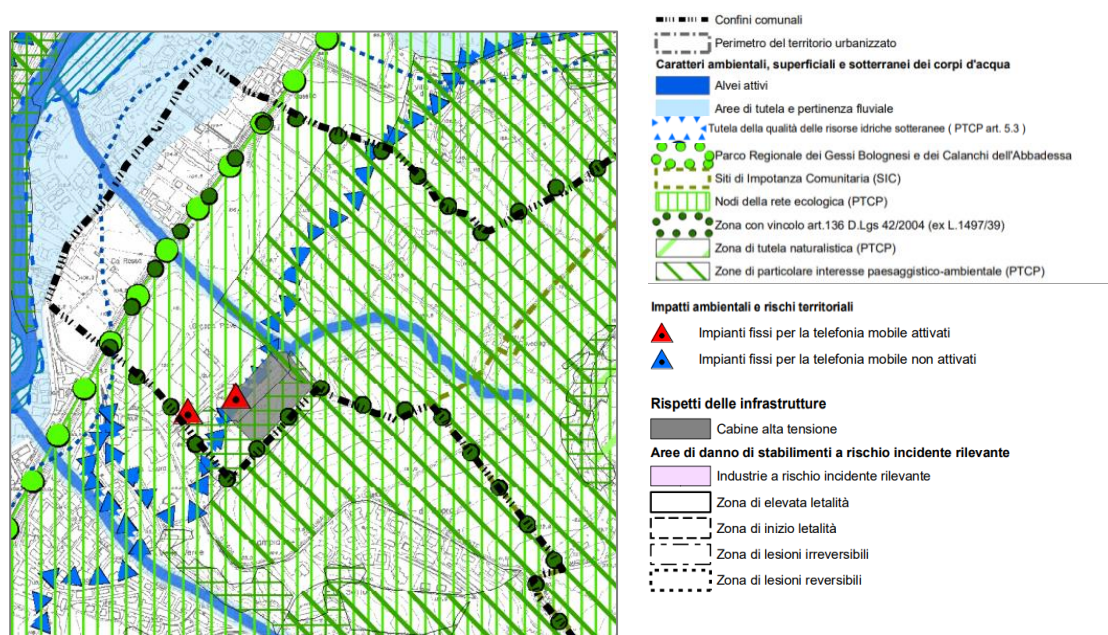 Confini comunali
Perimetro del territorio urbanizzato
Caratteri ambientali, superficiali e sotterranei dei corpi d'acqua
Alvei attivi
Aree di tutela e pertinenza fluviale
Tutela della qualità delle risorse idriche sotteranee ( PTCP art. 5.3 )
Parco Regionale dei Gessi Bolognesi e dei Calanchi dell'Abbadessa
Siti di Impotanza Comunitaria (SIC)
Nodi della rete ecologica (PTCP)
Zona con vincolo art.136 D.Lgs 42/2004 (ex L.1497/39)
Zona di tutela naturalistica (PTCP)
Zone di particolare interesse paesaggistico-ambientale (PTCP)
Impatti ambientali e rischi territoriali
Impianti fissi per la telefonia mobile attivati
Impianti fissi per la telefonia mobile non attivati
Rispetti delle infrastrutture
Cabine alta tensione
Aree di danno di stabilimenti a rischio incidente rilevante
Industrie a rischio incidente rilevante
Zona di elevata letalità
Zona di inizio letalità
Zona di lesioni irreversibili
Zona di lesioni reversibili